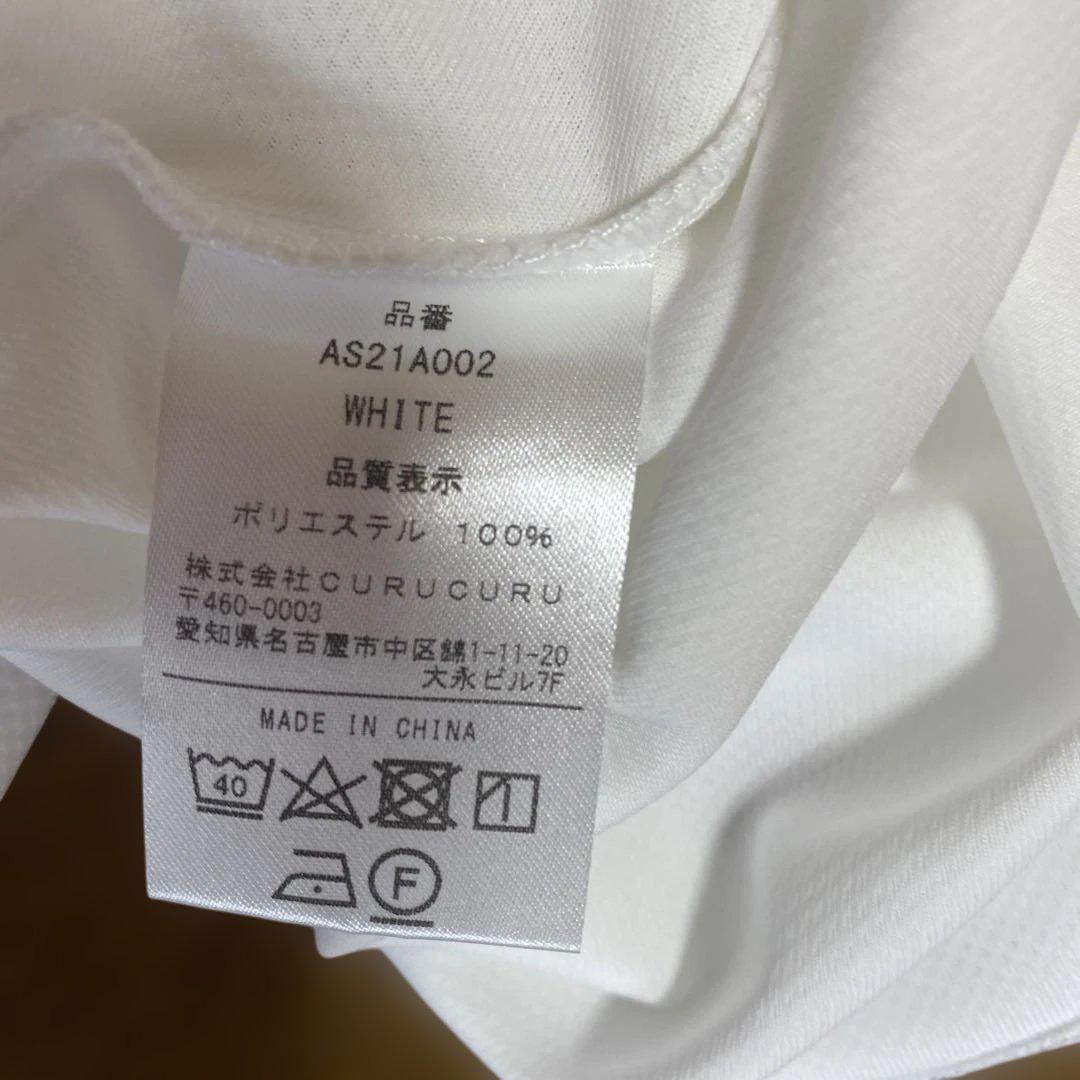 品番
AS21A002
WHITE
品質表示
ポリエステル 100%
株式会社CURUCURU
〒460-0003
愛知県名古屋市中区錦1-11-20
大永ビル7F
MADE IN CHINA
40
F